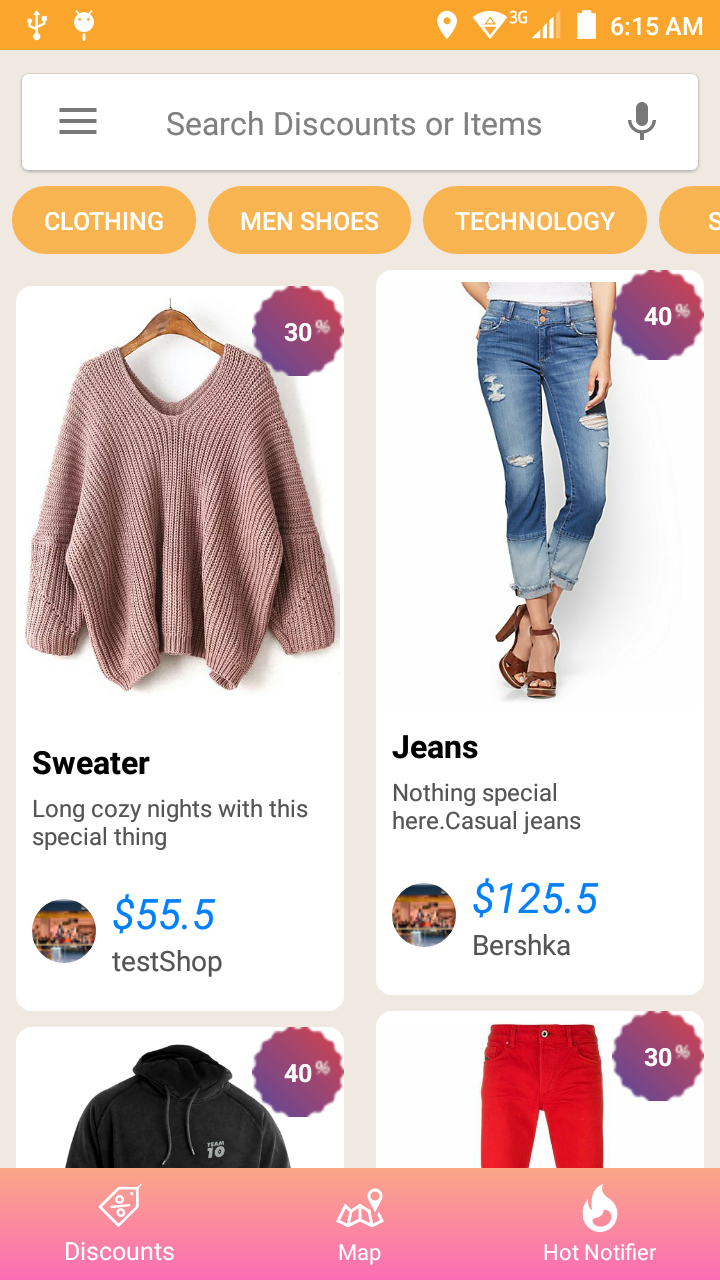 3G
6:15 AM
Search Discounts or Items
CLOTHING
MEN SHOES
TECHNOLOGY
S
30 %
40 %
Sweater
Long cozy nights with this
special thing
$55.5
testShop
Jeans
Nothing special
here.Casual jeans
$125.5
Bershka
40 %
TEAM
10
30 %
Discounts
Map
Hot Notifier